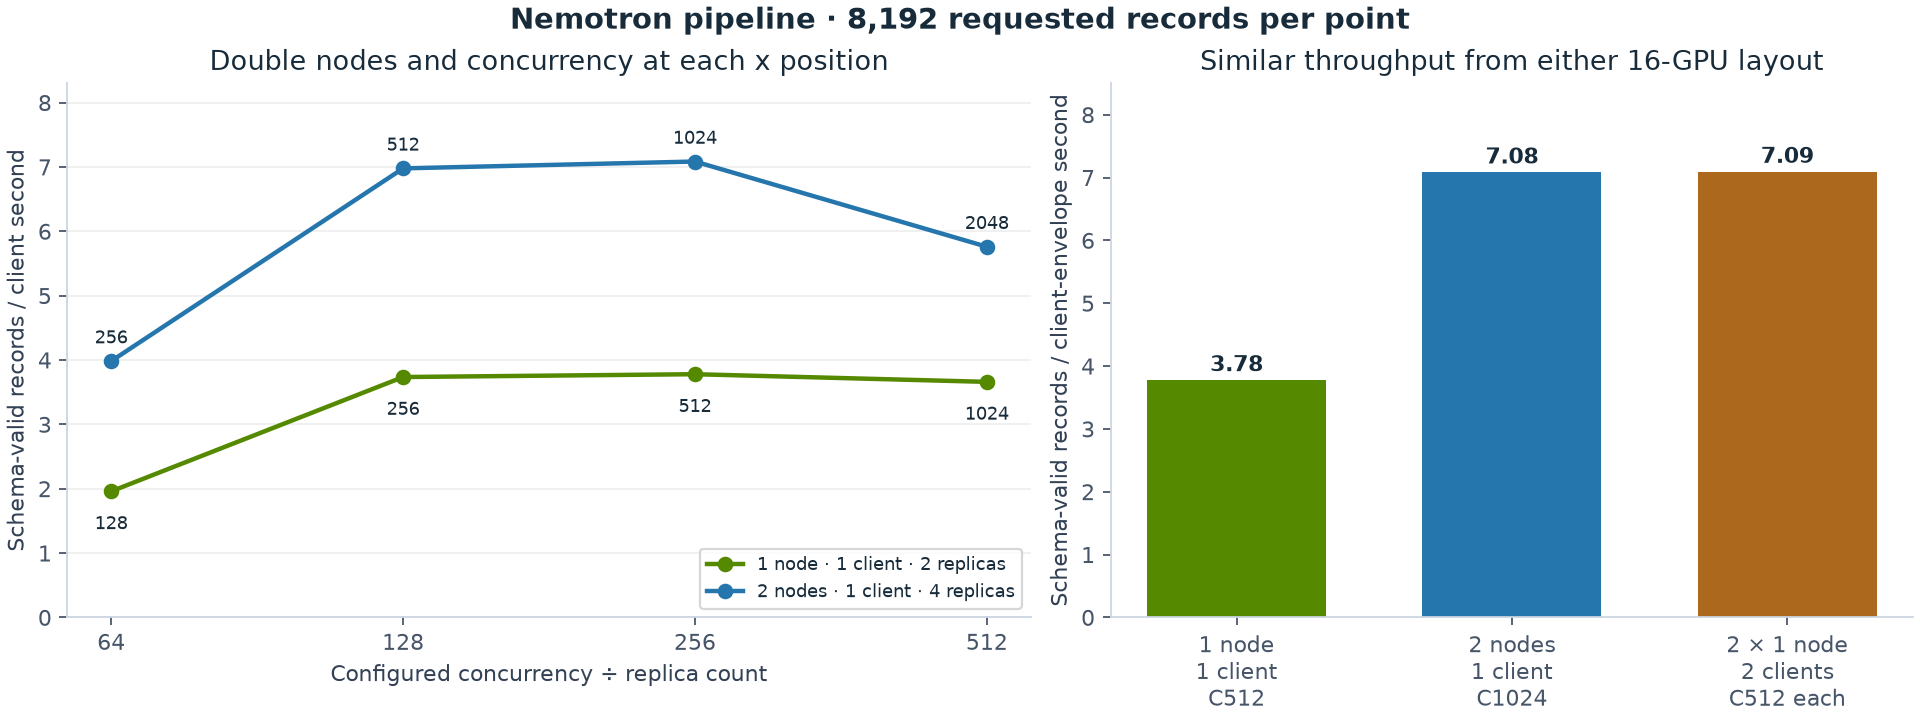 Nemotron pipeline · 8,192 requested records per point
Double nodes and concurrency at each x position
Schema-valid records / client second
8
7
6
5
4
3
2
1
0
512
1024
2048
256
256
512
1024
128
1 node · 1 client · 2 replicas
2 nodes · 1 client · 4 replicas
64
128
256
512
Configured concurrency ÷ replica count
Similar throughput from either 16-GPU layout
Schema-valid records / client-envelope second
8
7
6
5
4
3
2
1
0
3.78
7.08
7.09
1 node
1 client
C512
2 nodes
1 client
C1024
2 × 1 node
2 clients
C512 each